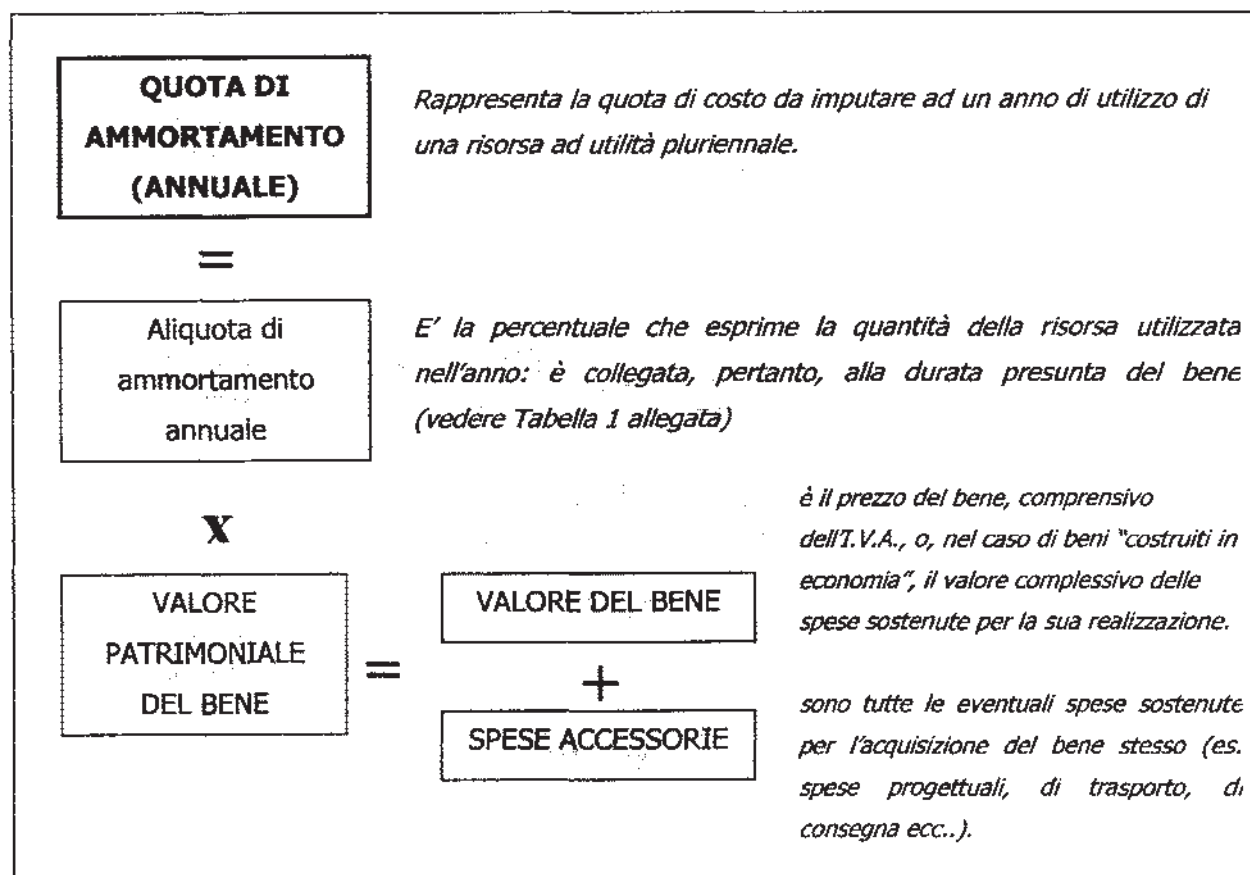 QUOTA DI
AMMORTAMENTO
(ANNUALE)
Rappresenta la quota di costo da imputare ad un anno di utilizzo di
una risorsa ad utilità pluriennale.
=
Aliquota di
ammortamento
annuale
E' la percentuale che esprime la quantità della risorsa utilizzata
nell'anno: è collegata, pertanto, alla durata presunta del bene
(vedere Tabella 1 allegata)
X
VALORE
PATRIMONIALE
DEL BENE
=
VALORE DEL BENE
è il prezzo del bene, comprensivo
dell'I.V.A., o, nel caso di beni "costruiti in
economia", il valore complessivo delle
spese sostenute per la sua realizzazione.
+
SPESE ACCESSORIE
sono tutte le eventuali spese sostenute
per l'acquisizione del bene stesso (es.
spese progettuali, di trasporto, di
consegna ecc..).